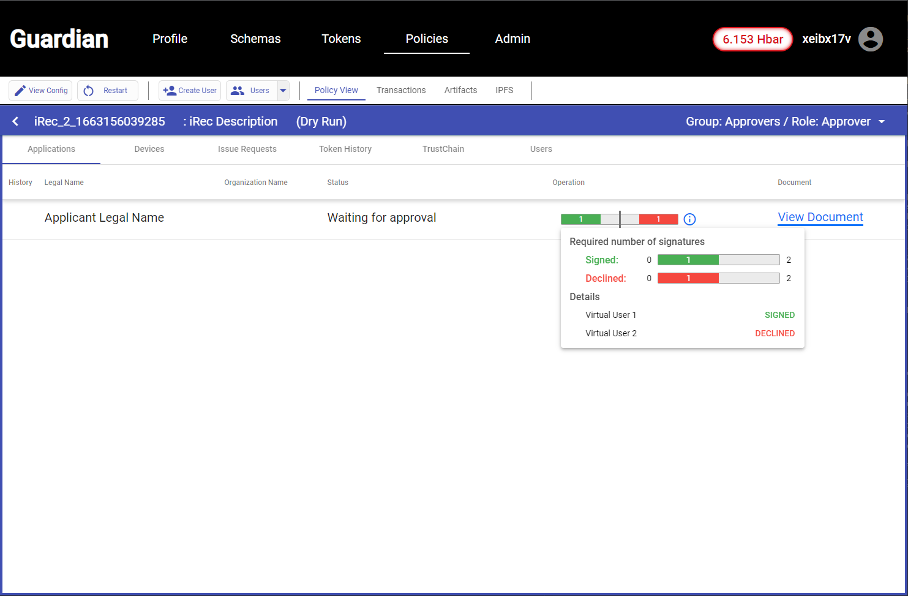 Guardian Profile Schemas Tokens Policies Admin 6.153 Hbar xeibx17v
View Config Restart Create User Users Policy View Transactions Artifacts IPFS
iRec_2_1663156039285 : iRec Description (Dry Run) Group: Approvers / Role: Approver
Applications Devices Issue Requests Token History TrustChain Users
History Legal Name Organization Name Status Operation Document
Applicant Legal Name Waiting for approval 1 1 View Document
Required number of signatures
Signed: 0 1 2
Declined: 0 1 2
Details
Virtual User 1 SIGNED
Virtual User 2 DECLINED